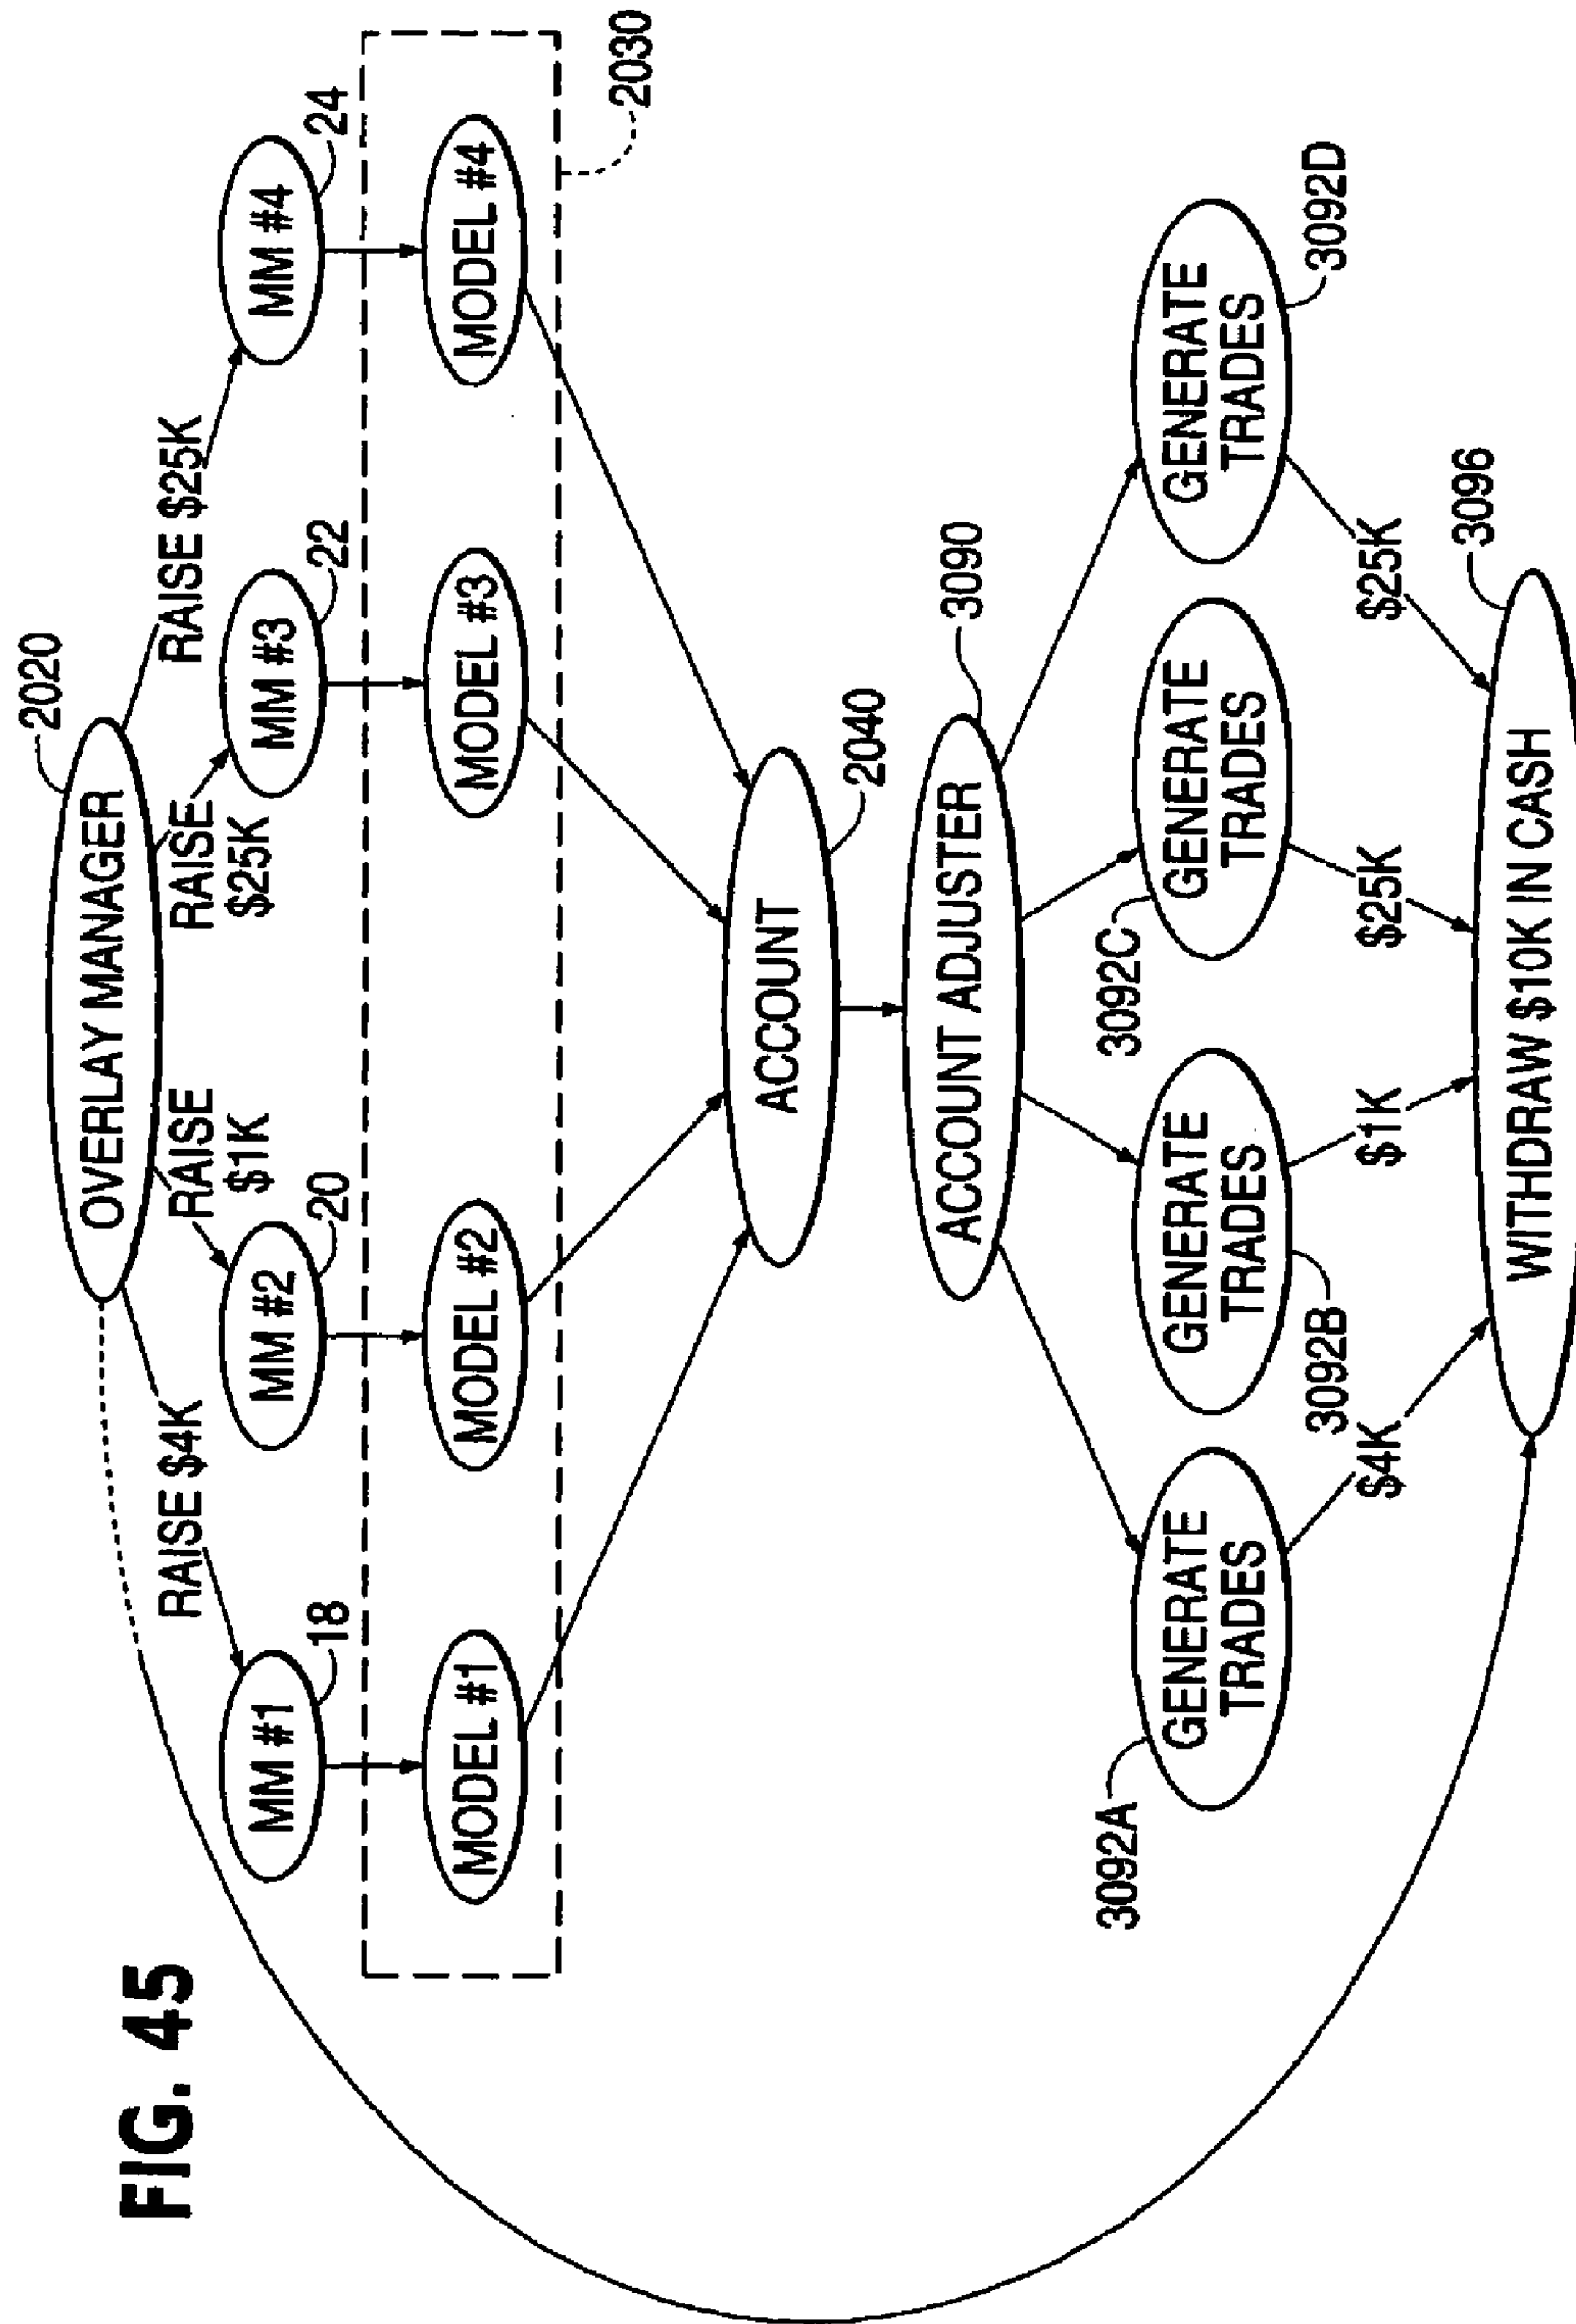 FIG. 45
OVERLAY MANAGER
2020
RAISE $4K
RAISE
$1K
RAISE
$25K
RAISE $25K
MM #1
18
MM #2
20
MM #3
22
MM #4
24
MODEL #1
MODEL #2
MODEL #3
MODEL #4
2030
ACCOUNT
2040
ACCOUNT ADJUSTER
3090
3092A
GENERATE
TRADES
GENERATE
TRADES
3092B
3092C
GENERATE
TRADES
GENERATE
TRADES
3092D
$4K
$1K
$25K
$25K
3096
WITHDRAW $10K IN CASH